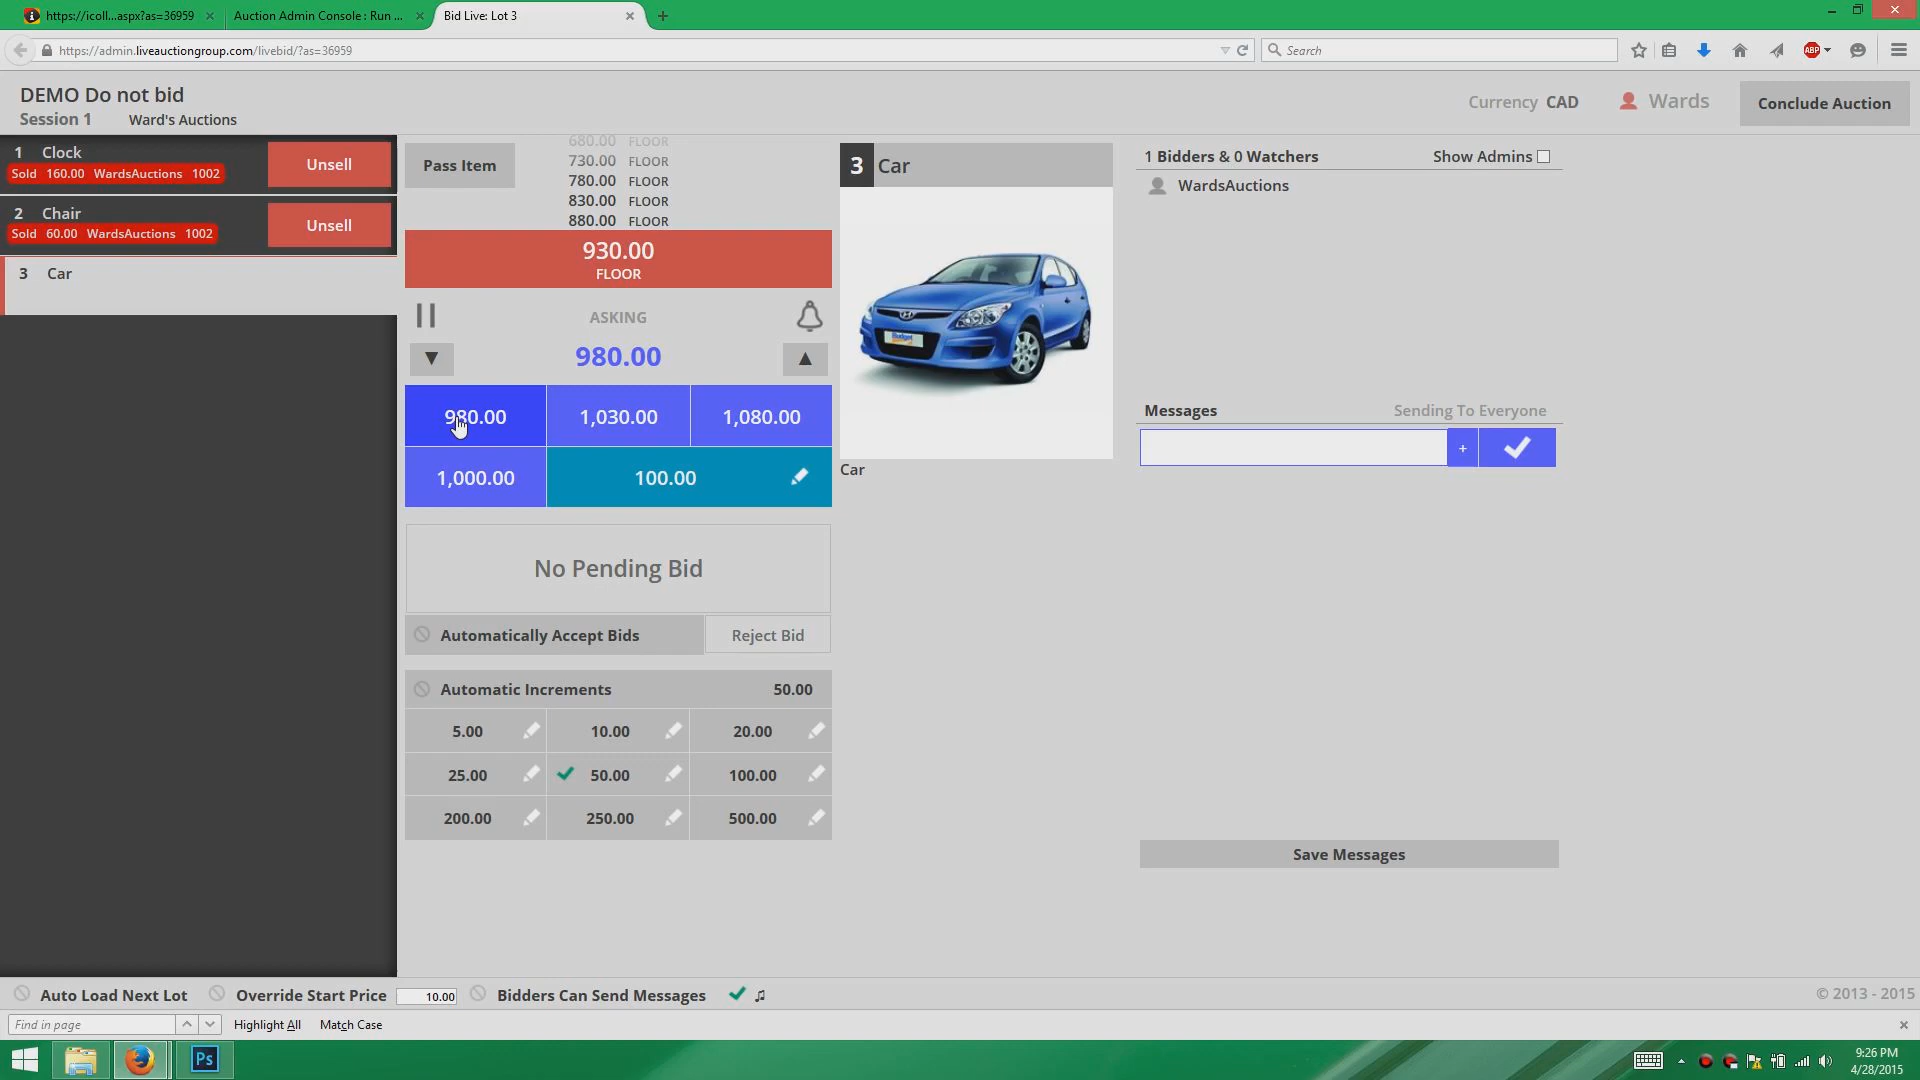 https://icoll...aspx?as=36959
Auction Admin Console: Run ...
Bid Live: Lot 3
https://admin.liveauctiongroup.com/livebid/?as=36959
Search
ABP
DEMO Do not bid
Session 1 Ward's Auctions
Currency CAD
Wards
Conclude Auction
1 Clock
Sold 160.00 WardsAuctions 1002
Unsell
2 Chair
Sold 60.00 WardsAuctions 1002
Unsell
3 Car
Pass Item
680.00 FLOOR
730.00 FLOOR
780.00 FLOOR
830.00 FLOOR
880.00 FLOOR
930.00
FLOOR
ASKING
980.00
980.00 1,030.00 1,080.00
1,000.00 100.00
No Pending Bid
Automatically Accept Bids Reject Bid
Automatic Increments 50.00
5.00 10.00 20.00
25.00 50.00 100.00
200.00 250.00 500.00
3 Car
Budget
Car
1 Bidders & 0 Watchers Show Admins
WardsAuctions
Messages Sending To Everyone
+
Save Messages
Auto Load Next Lot Override Start Price 10.00 Bidders Can Send Messages
© 2013 - 2015
Find in page Highlight All Match Case
Ps
9:26 PM
4/28/2015